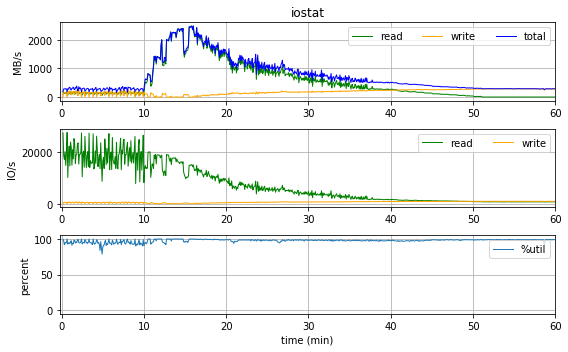 iostat
MB/s
2000
1000
0
read write total
0 10 20 30 40 50 60
IO/s
20000
0
read write
0 10 20 30 40 50 60
percent
100
50
0
%util
0 10 20 30 40 50 60
time (min)